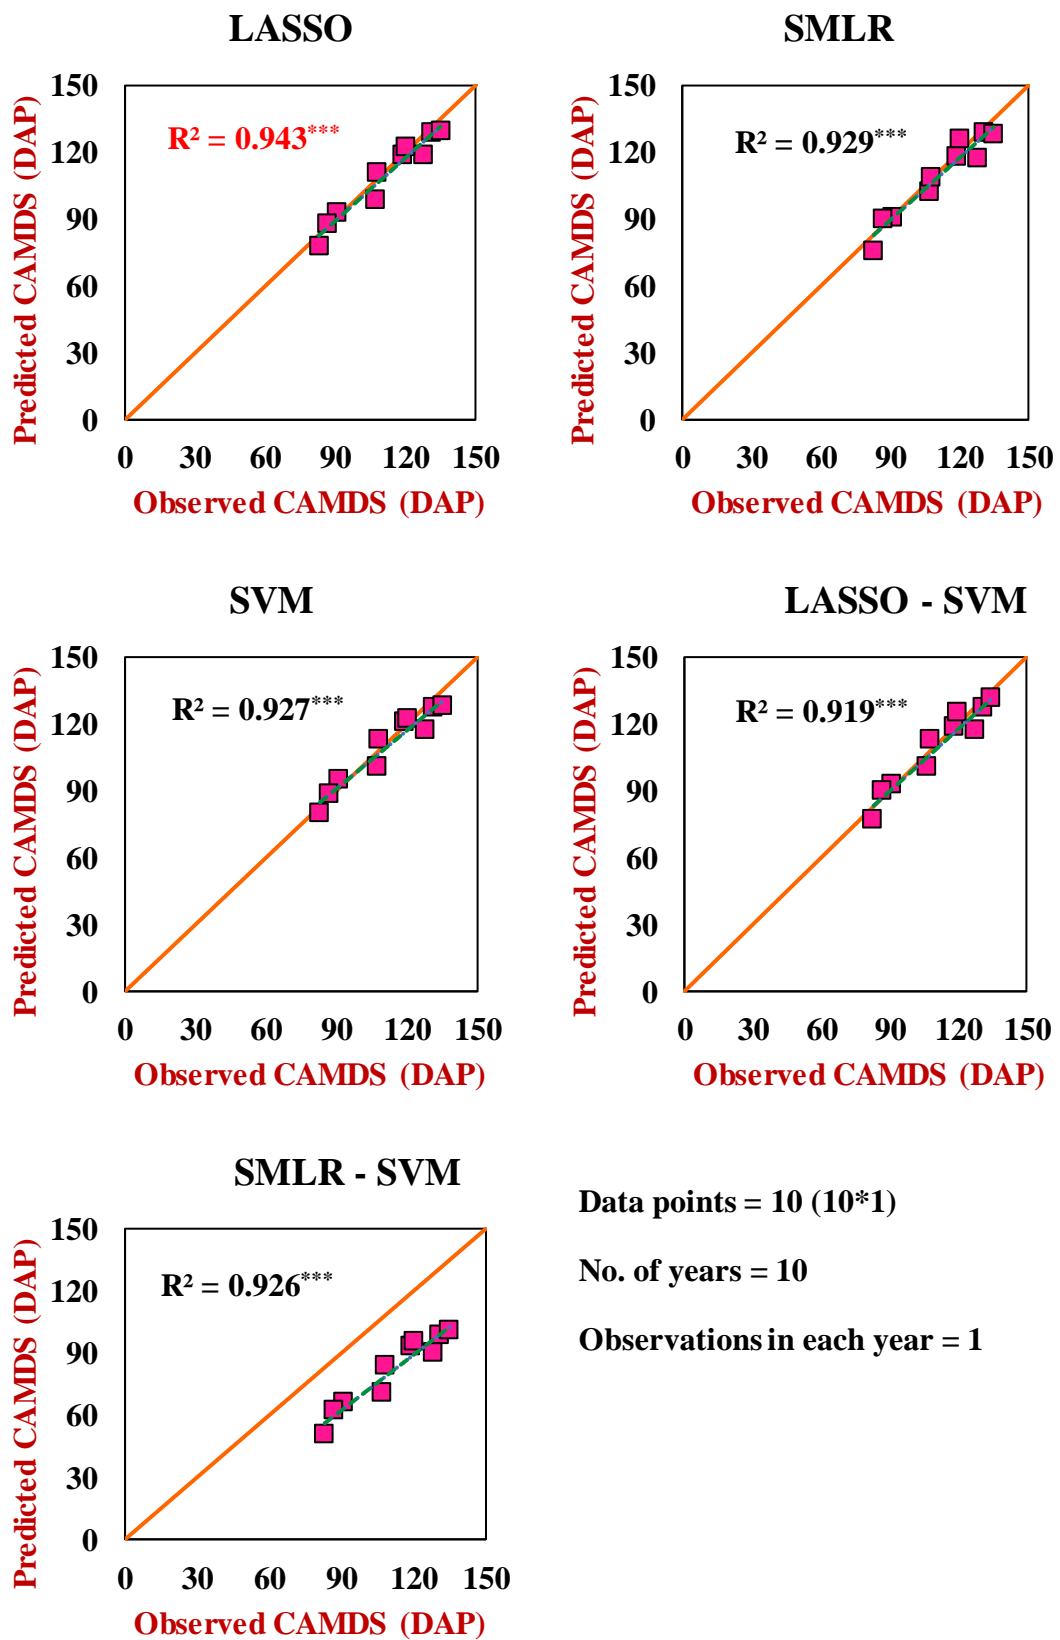 LASSO
Predicted CAMDS (DAP)
150
120
90
60
30
0
R² = 0.943***
0 30 60 90 120 150
Observed CAMDS (DAP)
SMLR
Predicted CAMDS (DAP)
150
120
90
60
30
0
R² = 0.929***
0 30 60 90 120 150
Observed CAMDS (DAP)
SVM
Predicted CAMDS (DAP)
150
120
90
60
30
0
R² = 0.927***
0 30 60 90 120 150
Observed CAMDS (DAP)
LASSO - SVM
Predicted CAMDS (DAP)
150
120
90
60
30
0
R² = 0.919***
0 30 60 90 120 150
Observed CAMDS (DAP)
SMLR - SVM
Predicted CAMDS (DAP)
150
120
90
60
30
0
R² = 0.926***
0 30 60 90 120 150
Observed CAMDS (DAP)
Data points = 10 (10*1)
No. of years = 10
Observations in each year = 1